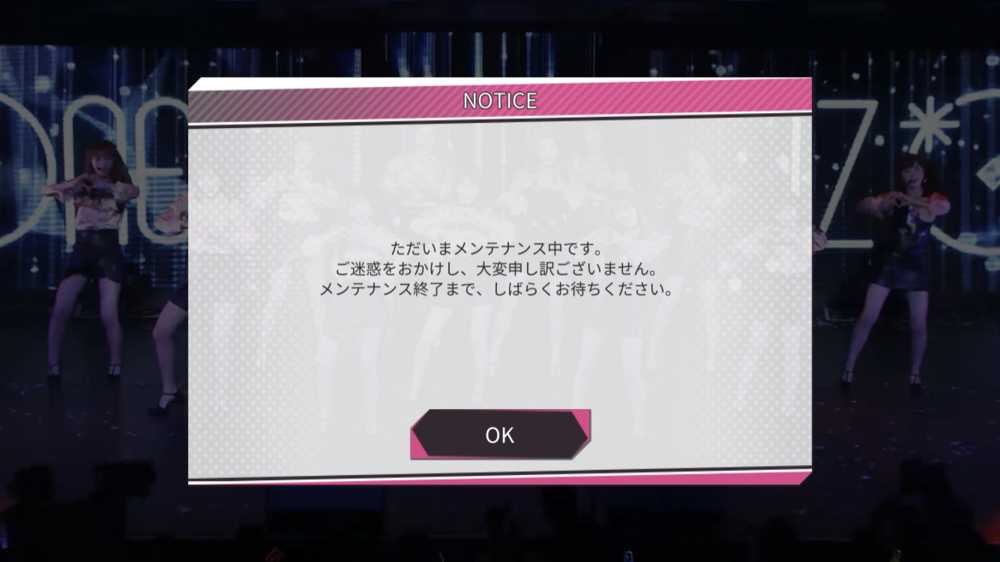 NOTICE
ただいまメンテナンス中です。
ご迷惑をおかけし、大変申し訳ございません。
メンテナンス終了まで、しばらくお待ちください。
OK